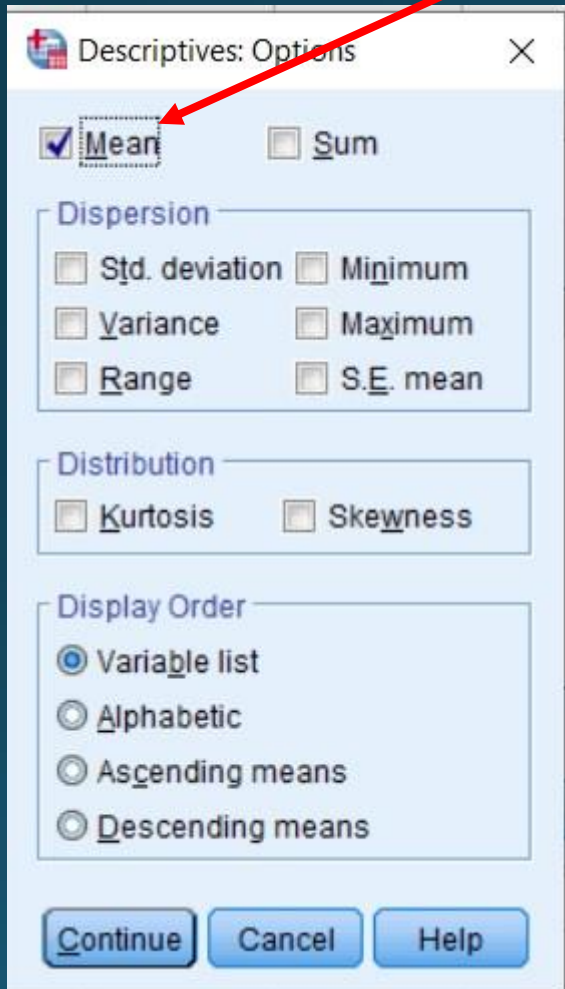 Descriptives: Options
Mean Sum
Dispersion
Std. deviation Minimum
Variance Maximum
Range S.E. mean
Distribution
Kurtosis Skewness
Display Order
Variable list
Alphabetic
Ascending means
Descending means
Continue Cancel Help